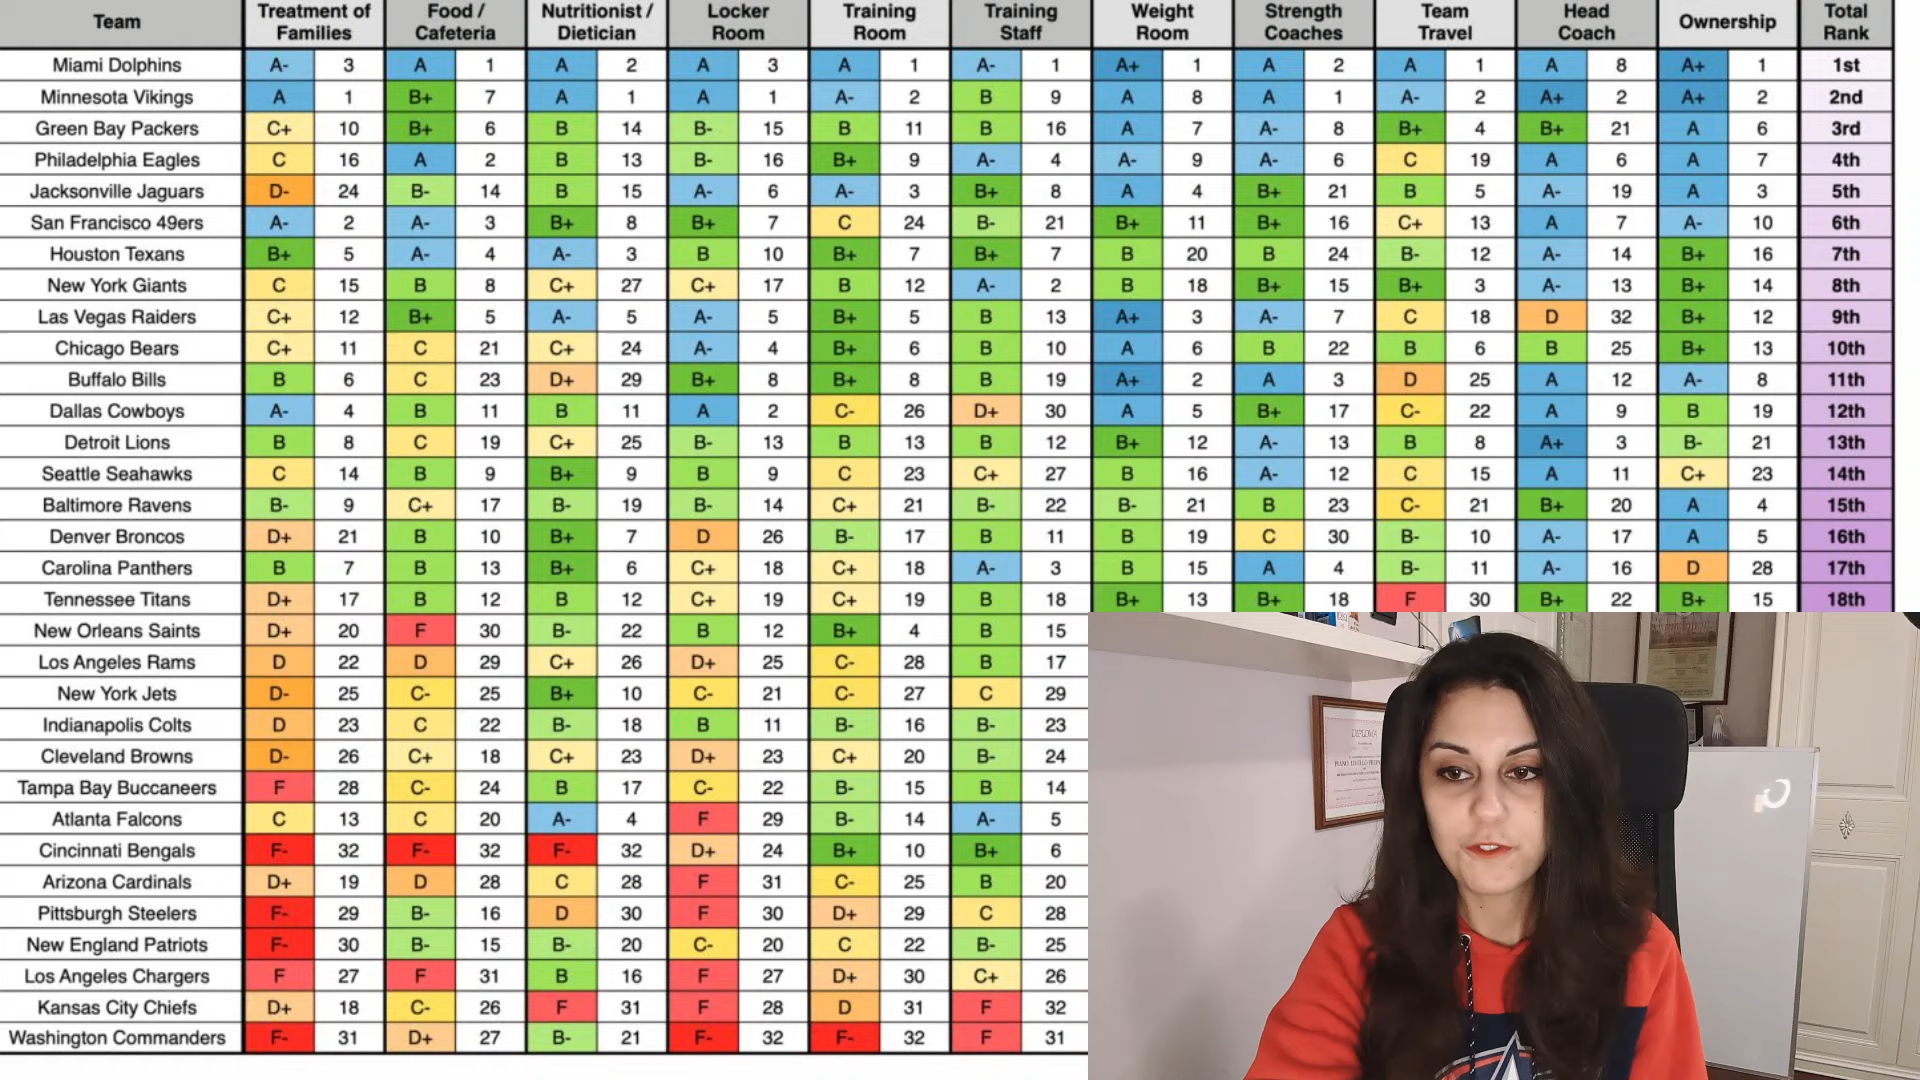 Team Treatment of Families Food / Cafeteria Nutritionist / Dietician Locker Room Training Room Training Staff Weight Room Strength Coaches Team Travel Head Coach Ownership Total Rank
Miami Dolphins A- 3 A 1 A 2 A 3 A 1 A- 1 A+ 1 A 2 A 1 A 8 A+ 1 1st
Minnesota Vikings A 1 B+ 7 A 1 A 1 A- 2 B 9 A 8 A 1 A- 2 A+ 2 A+ 2 2nd
Green Bay Packers C+ 10 B+ 6 B 14 B- 15 B 11 B 16 A 7 A- 8 B+ 4 B+ 21 A 6 3rd
Philadelphia Eagles C 16 A 2 B 13 B- 16 B+ 9 A- 4 A- 9 A- 6 C 19 A 6 A 7 4th
Jacksonville Jaguars D- 24 B- 14 B 15 A- 6 A- 3 B+ 8 A 4 B+ 21 B 5 A- 19 A 3 5th
San Francisco 49ers A- 2 A- 3 B+ 8 B+ 7 C 24 B- 21 B+ 11 B+ 16 C+ 13 A 7 A- 10 6th
Houston Texans B+ 5 A- 4 A- 3 B 10 B+ 7 B+ 7 B 20 B 24 B- 12 A- 14 B+ 16 7th
New York Giants C 15 B 8 C+ 27 C+ 17 B 12 A- 2 B 18 B+ 15 B+ 3 A- 13 B+ 14 8th
Las Vegas Raiders C+ 12 B+ 5 A- 5 A- 5 B+ 5 B 13 A+ 3 A- 7 C 18 D 32 B+ 12 9th
Chicago Bears C+ 11 C 21 C+ 24 A- 4 B+ 6 B 10 A 6 B 22 B 6 B 25 B+ 13 10th
Buffalo Bills B 6 C 23 D+ 29 B+ 8 B+ 8 B 19 A+ 2 A 3 D 25 A 12 A- 8 11th
Dallas Cowboys A- 4 B 11 B 11 A 2 C- 26 D+ 30 A 5 B+ 17 C- 22 A 9 B 19 12th
Detroit Lions B 8 C 19 C+ 25 B- 13 B 13 B 12 B+ 12 A- 13 B 8 A+ 3 B- 21 13th
Seattle Seahawks C 14 B 9 B+ 9 B 9 C 23 C+ 27 B 16 A- 12 C 15 A 11 C+ 23 14th
Baltimore Ravens B- 9 C+ 17 B- 19 B- 14 C+ 21 B- 22 B- 21 B 23 C- 21 B+ 20 A 4 15th
Denver Broncos D+ 21 B 10 B+ 7 D 26 B- 17 B 11 B 19 C 30 B- 10 A- 17 A 5 16th
Carolina Panthers B 7 B 13 B+ 6 C+ 18 C+ 18 A- 3 B 15 A 4 B- 11 A- 16 D 28 17th
Tennessee Titans D+ 17 B 12 B 12 C+ 19 C+ 19 B 18 B+ 13 B+ 18 F 30 B+ 22 B+ 15 18th
New Orleans Saints D+ 20 F 30 B- 22 B 12 B+ 4 B 15
Los Angeles Rams D 22 D 29 C+ 26 D+ 25 C- 28 B 17
New York Jets D- 25 C- 25 B+ 10 C- 21 C- 27 C 29
Indianapolis Colts D 23 C 22 B- 18 B 11 B- 16 B- 23
Cleveland Browns D- 26 C+ 18 C+ 23 D+ 23 C+ 20 B- 24
Tampa Bay Buccaneers F 28 C- 24 B 17 C- 22 B- 15 B 14
Atlanta Falcons C 13 C 20 A- 4 F 29 B- 14 A- 5
Cincinnati Bengals F- 32 F- 32 F- 32 D+ 24 B+ 10 B+ 6
Arizona Cardinals D+ 19 D 28 C 28 F 31 C- 25 B 20
Pittsburgh Steelers F- 29 B- 16 D 30 F 30 D+ 29 C 28
New England Patriots F- 30 B- 15 B- 20 C- 20 C 22 B- 25
Los Angeles Chargers F 27 F 31 B 16 F 27 D+ 30 C+ 26
Kansas City Chiefs D+ 18 C- 26 F 31 F 28 D 31 F 32
Washington Commanders F- 31 D+ 27 B- 21 F- 32 F- 32 F 31
DIPLOMA